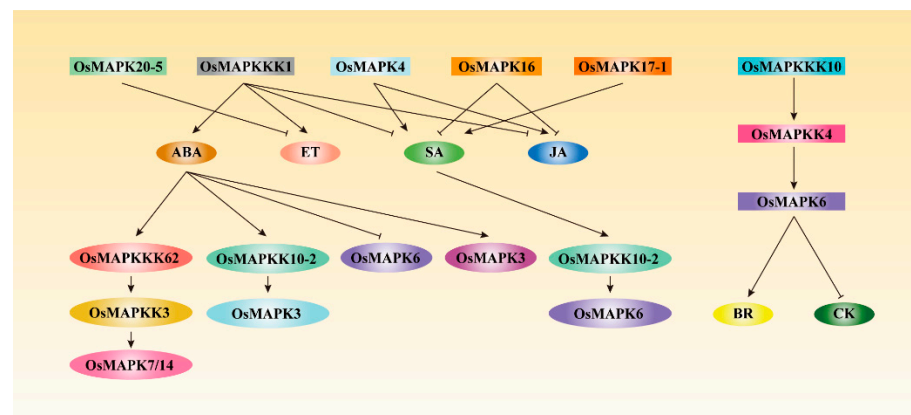 OsMAPK20-5 OsMAPKKK1 OsMAPK4 OsMAPK16 OsMAPK17-1 OsMAPKKK10
OsMAPKK4
ABA ET SA JA
OsMAPK6
OsMAPKKK62 OsMAPKK10-2 OsMAPK6 OsMAPK3 OsMAPKK10-2
OsMAPKK3 OsMAPK3 OsMAPK6 BR CK
OsMAPK7/14